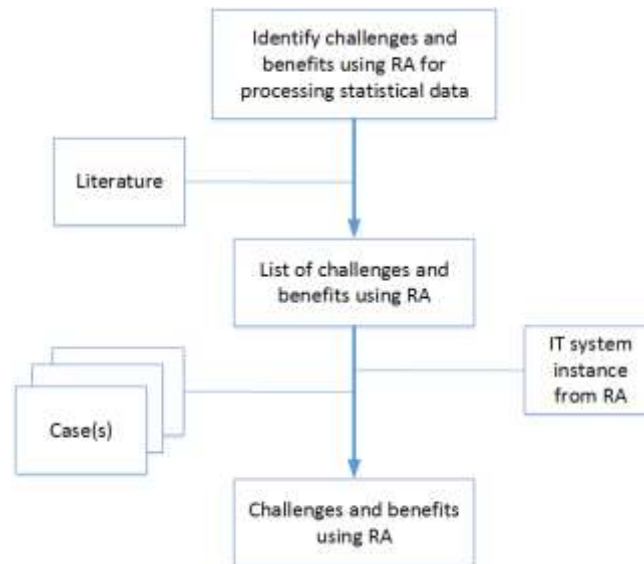 Identify challenges and
benefits using RA for
processing statistical data
Literature
List of challenges and
benefits using RA
IT system
instance
from RA
Case(s)
Challenges and benefits
using RA